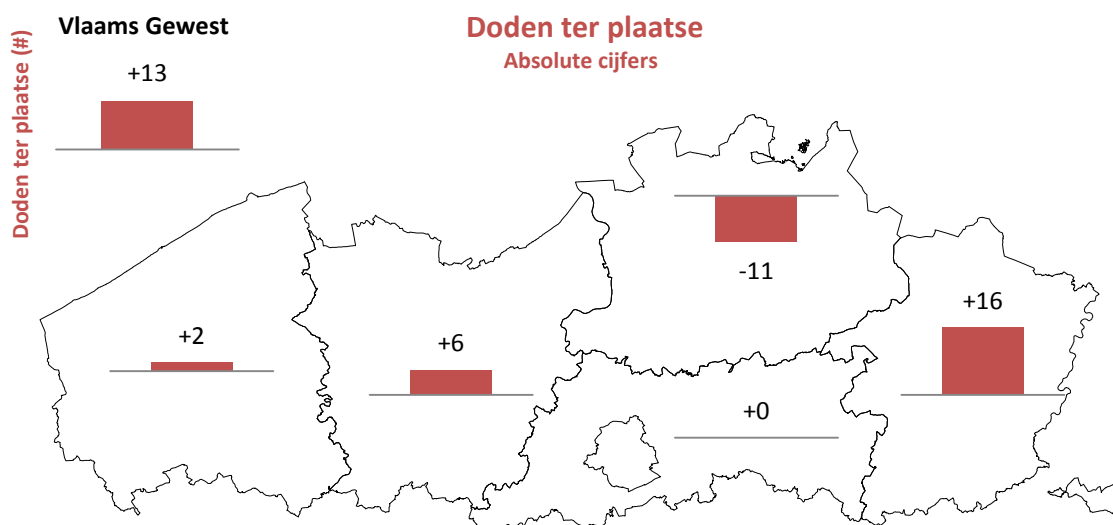 Vlaams Gewest
Doden ter plaatse
Absolute cijfers
Doden ter plaatse (#)
+13
-11
+16
+2
+6
+0